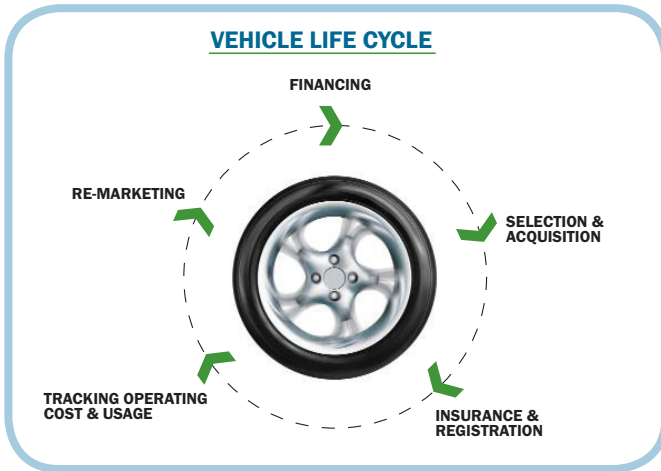 VEHICLE LIFE CYCLE
FINANCING
SELECTION &
ACQUISITION
INSURANCE &
REGISTRATION
TRACKING OPERATING
COST & USAGE
RE-MARKETING